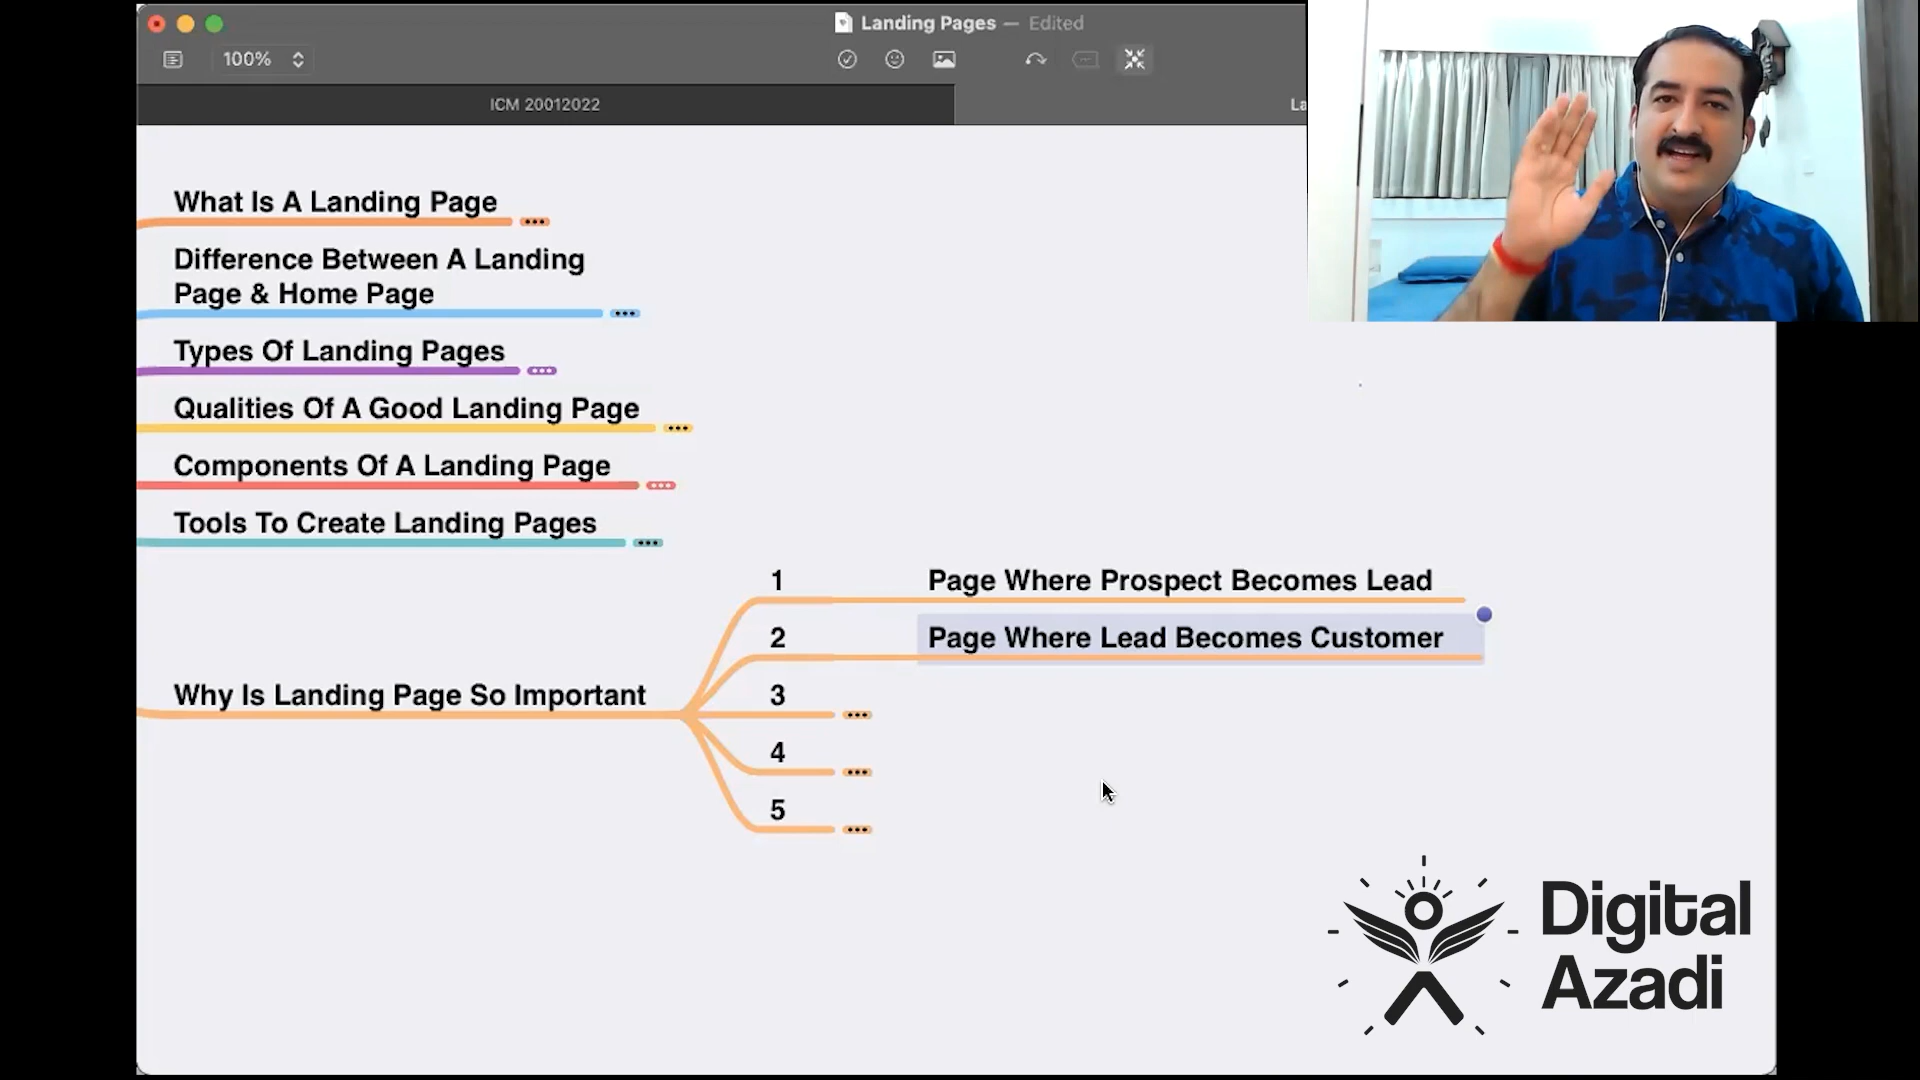 Landing Pages — Edited
100%
ICM 20012022
La
What Is A Landing Page
Difference Between A Landing
Page & Home Page
Types Of Landing Pages
Qualities Of A Good Landing Page
Components Of A Landing Page
Tools To Create Landing Pages
1 Page Where Prospect Becomes Lead
2 Page Where Lead Becomes Customer
Why Is Landing Page So Important
3
4
5
Digital
Azadi